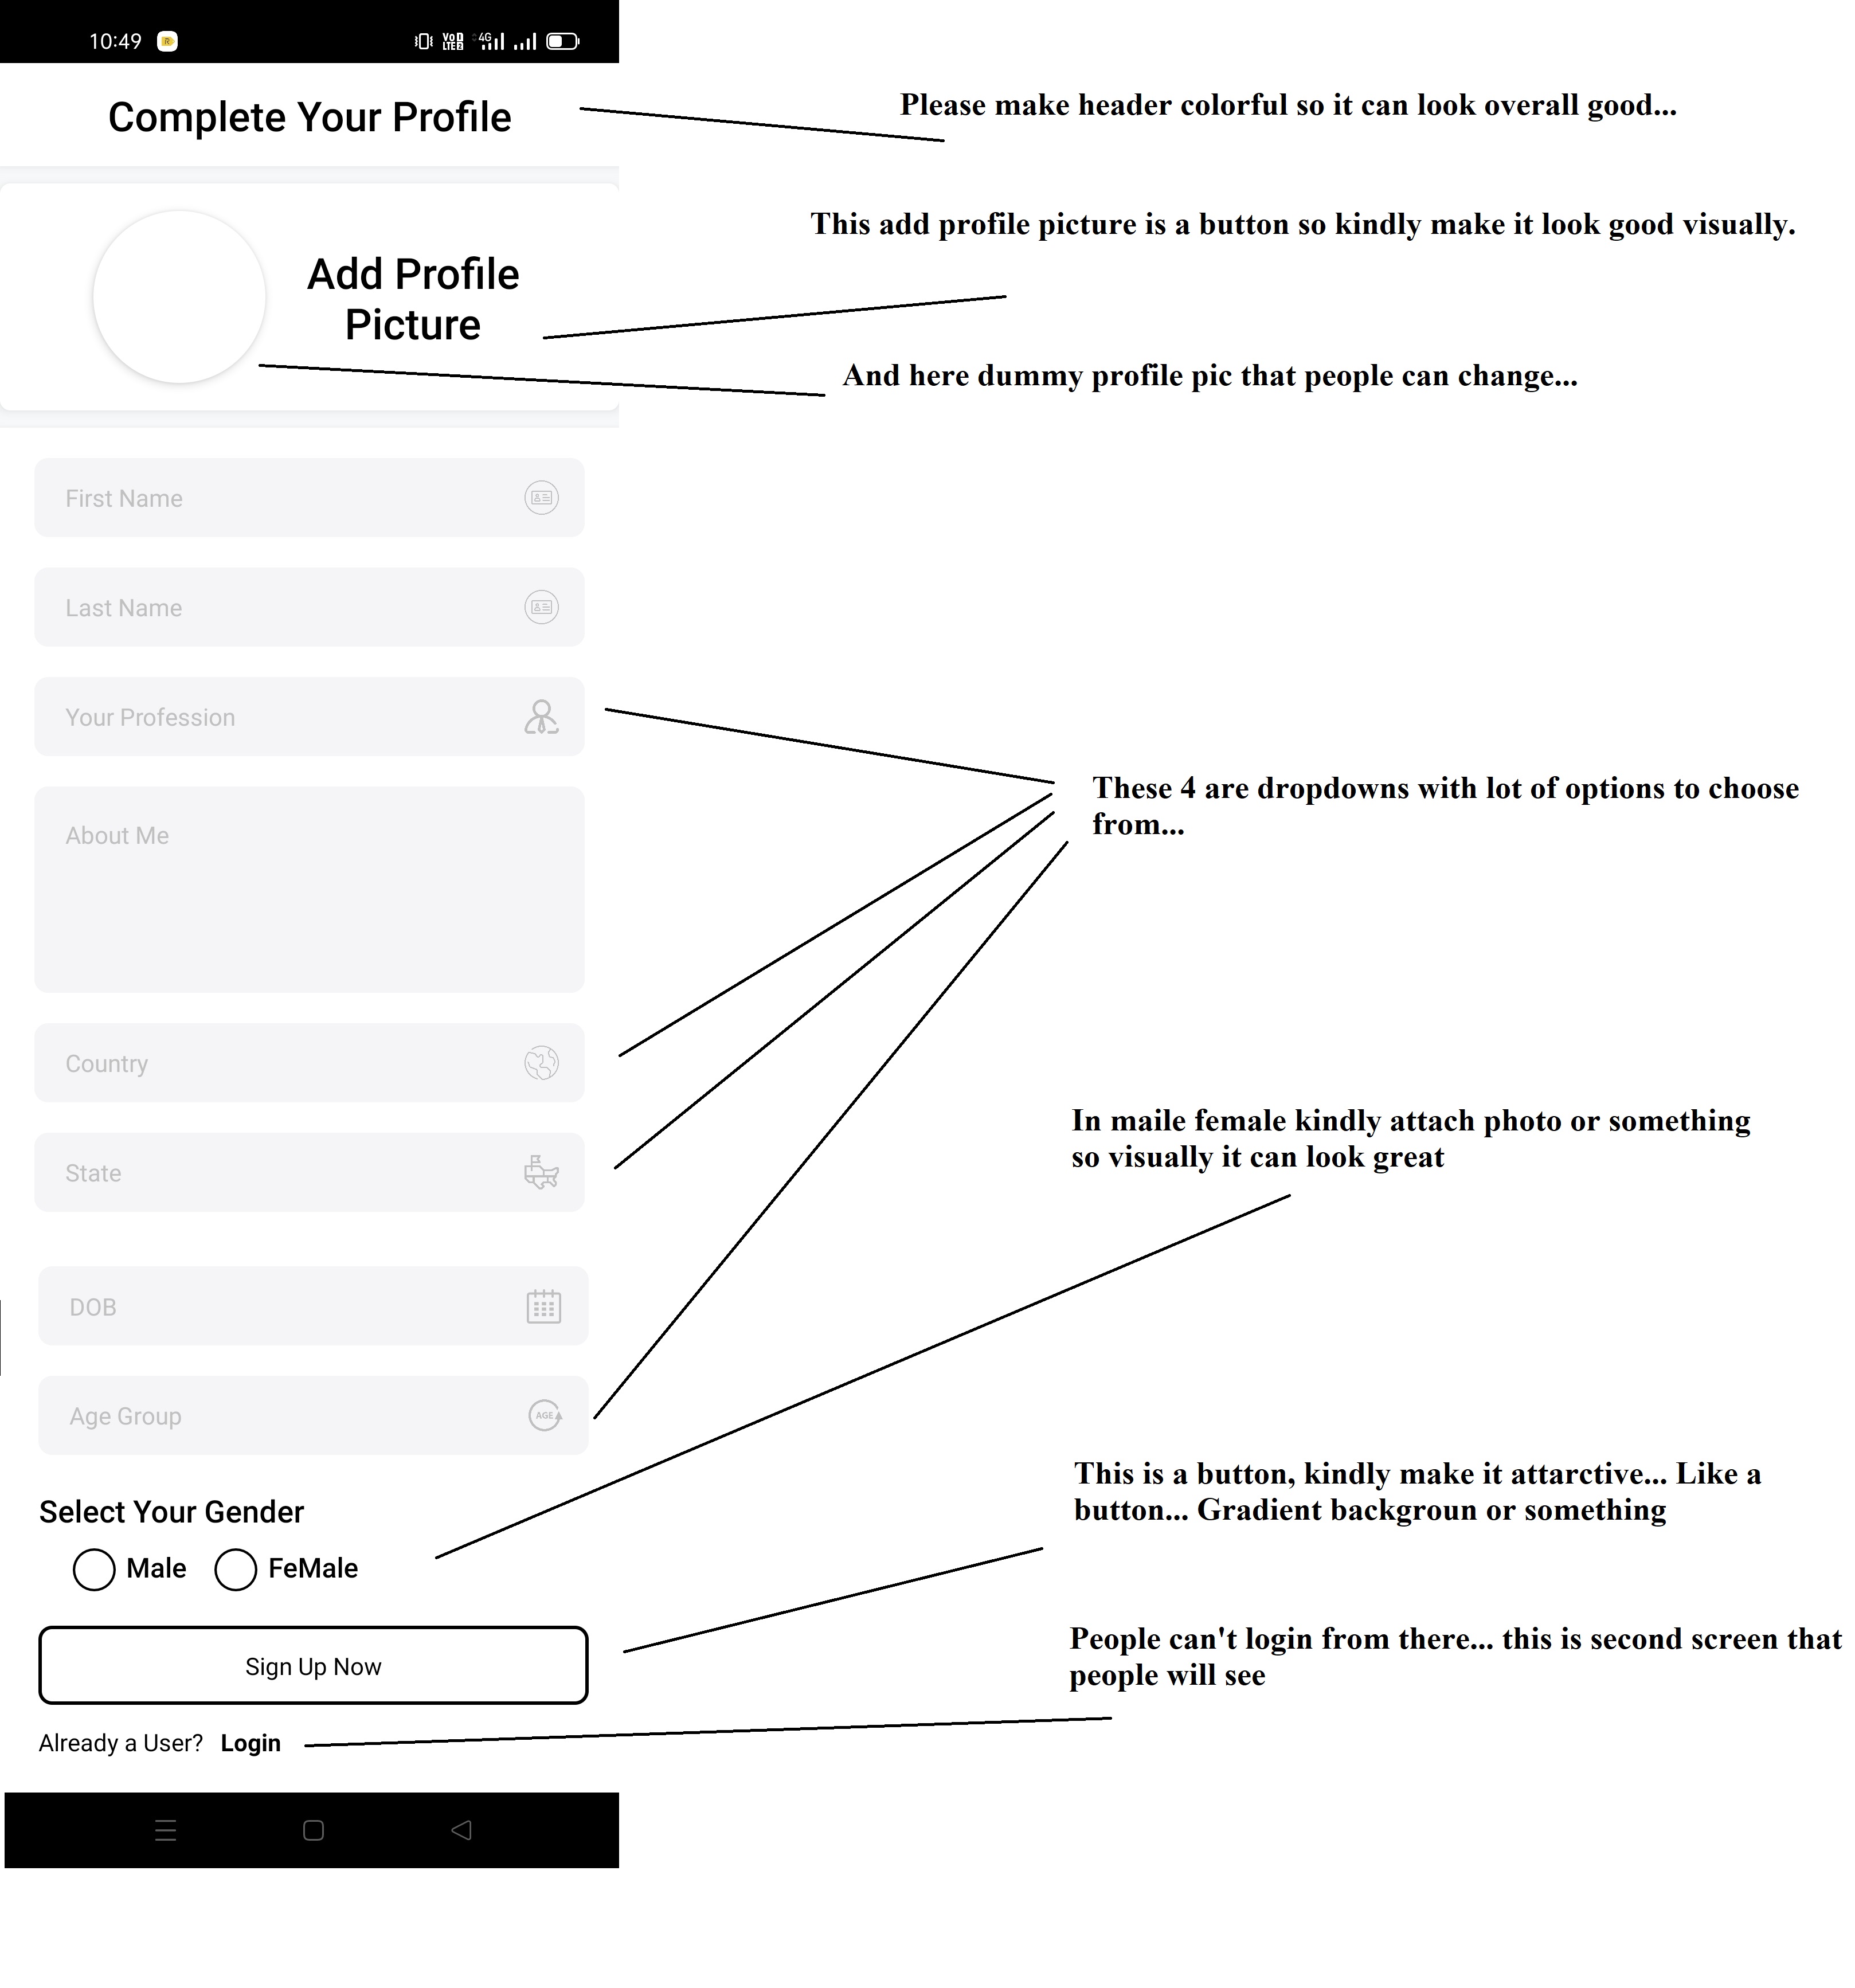 10:49
VoD
LTE2
4G
Complete Your Profile
Please make header colorful so it can look overall good...
This add profile picture is a button so kindly make it look good visually.
Add Profile
Picture
And here dummy profile pic that people can change...
First Name
Last Name
Your Profession
These 4 are dropdowns with lot of options to choose
from...
About Me
Country
In maile female kindly attach photo or something
so visually it can look great
State
DOB
Age Group
AGE
This is a button, kindly make it attarctive... Like a
button... Gradient backgroun or something
Select Your Gender
Male
FeMale
People can't login from there... this is second screen that
people will see
Sign Up Now
Already a User? Login